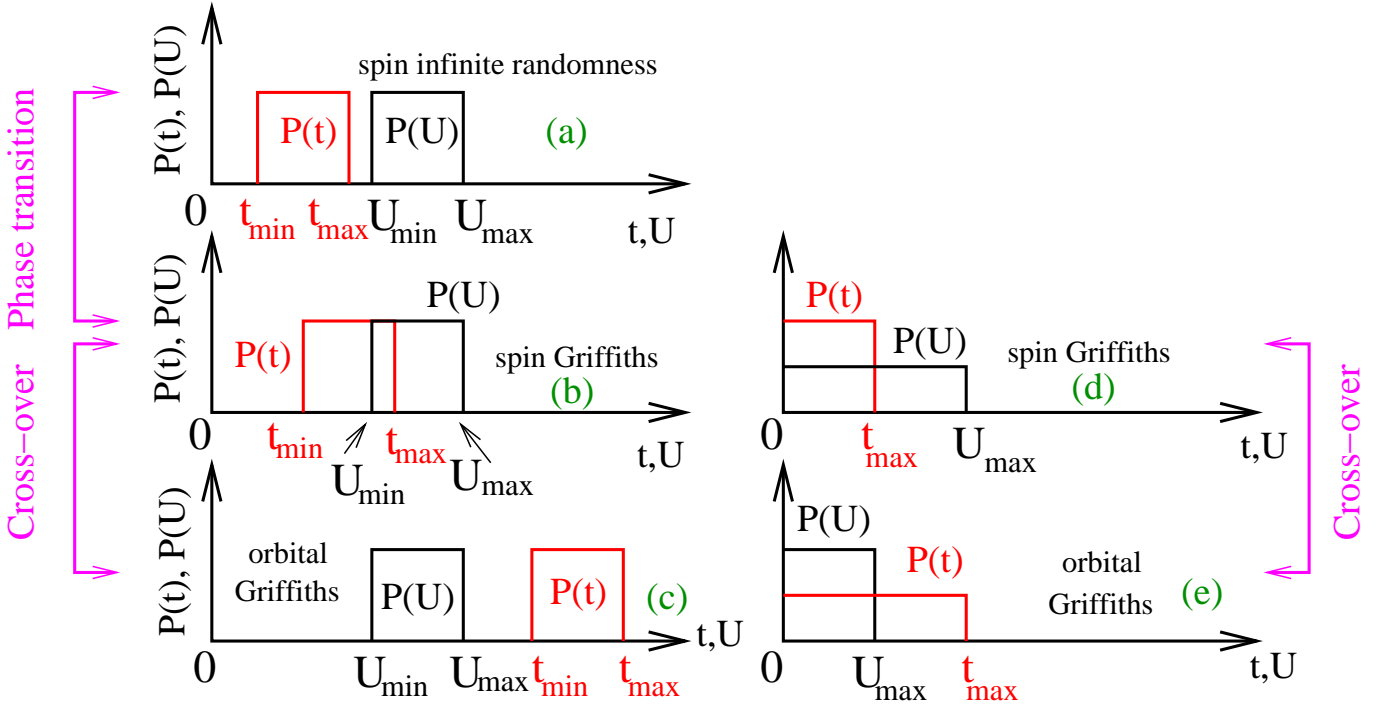 Phase transition
Cross-over
P(t), P(U)
spin infinite randomness
P(t)
P(U)
(a)
0
t_min
t_max
U_min
U_max
t,U
P(t), P(U)
P(t)
P(U)
spin Griffiths
(b)
0
t_min
U_min
t_max
U_max
t,U
P(t), P(U)
orbital
Griffiths
P(U)
P(t)
(c)
0
U_min
U_max
t_min
t_max
t,U
P(t)
P(U)
spin Griffiths
(d)
0
t_max
U_max
t,U
P(U)
P(t)
orbital
Griffiths
(e)
0
U_max
t_max
t,U
Cross-over